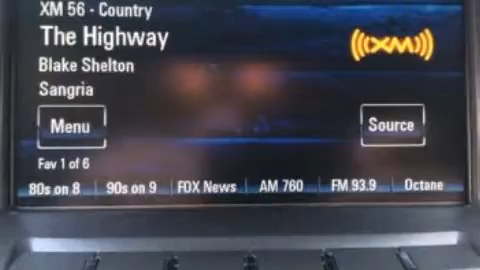 XM 56 - Country
The Highway
((XM))
Blake Shelton
Sangria
Menu
Source
Fav 1 of 6
80s on 8 90s on 9 FOX News AM 760 FM 93.9 Octane